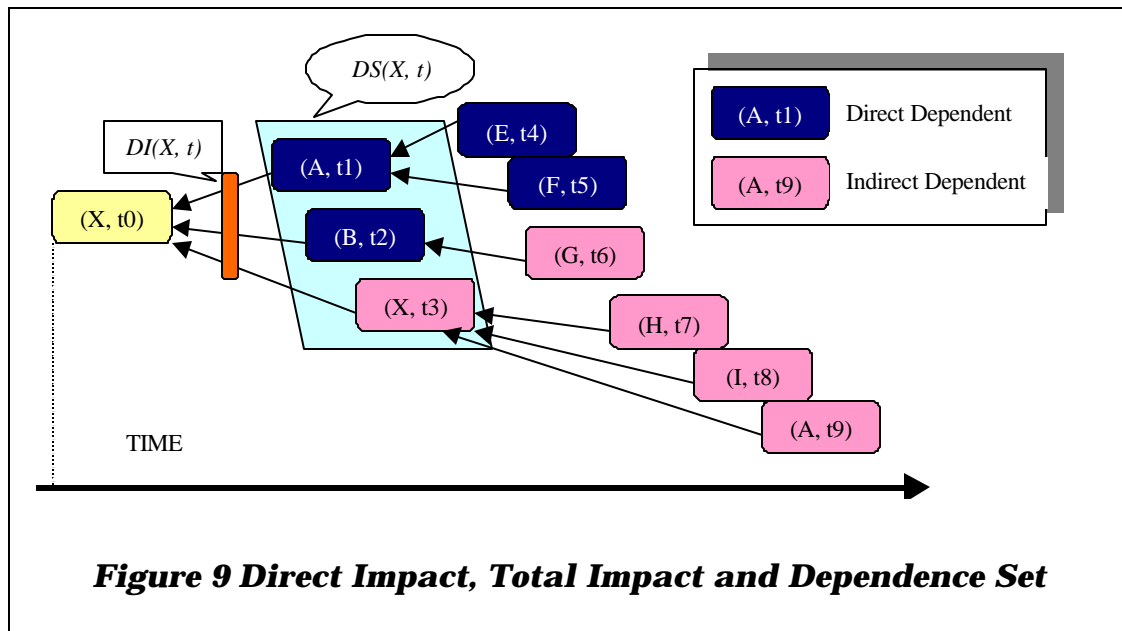 DS(X, t)
(A, t1) Direct Dependent
(E, t4)
DI(X, t)
(A, t1)
(F, t5)
(A, t9) Indirect Dependent
(X, t0)
(B, t2)
(G, t6)
(X, t3)
(H, t7)
(I, t8)
(A, t9)
TIME
Figure 9 Direct Impact, Total Impact and Dependence Set